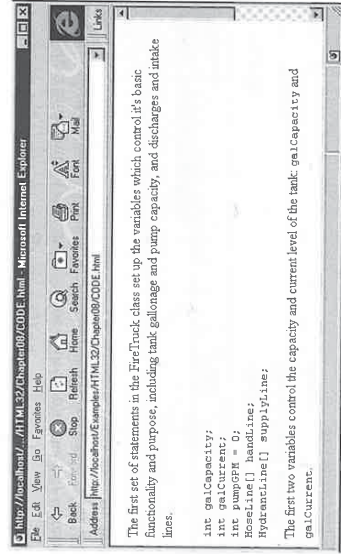 http://localhost/.../HTML32/Chapter08/CODE.html - Microsoft Internet Explorer
File Edit View Go Favorites Help
Back Forward Stop Refresh Home Search Favorites Print Font Mail
Address http://localhost/Examples/HTML32/Chapter08/CODE.html Links
The first set of statements in the FireTruck class set up the variables which control it's basic
functionality and purpose, including tank gallonage and pump capacity, and discharges and intake
lines.
int galCapacity;
int galCurrent;
int pumpGPM = 0;
HoseLine[] handLine;
HydrantLine[] supplyLine;
The first two variables control the capacity and current level of the tank: galCapacity and
galCurrent.